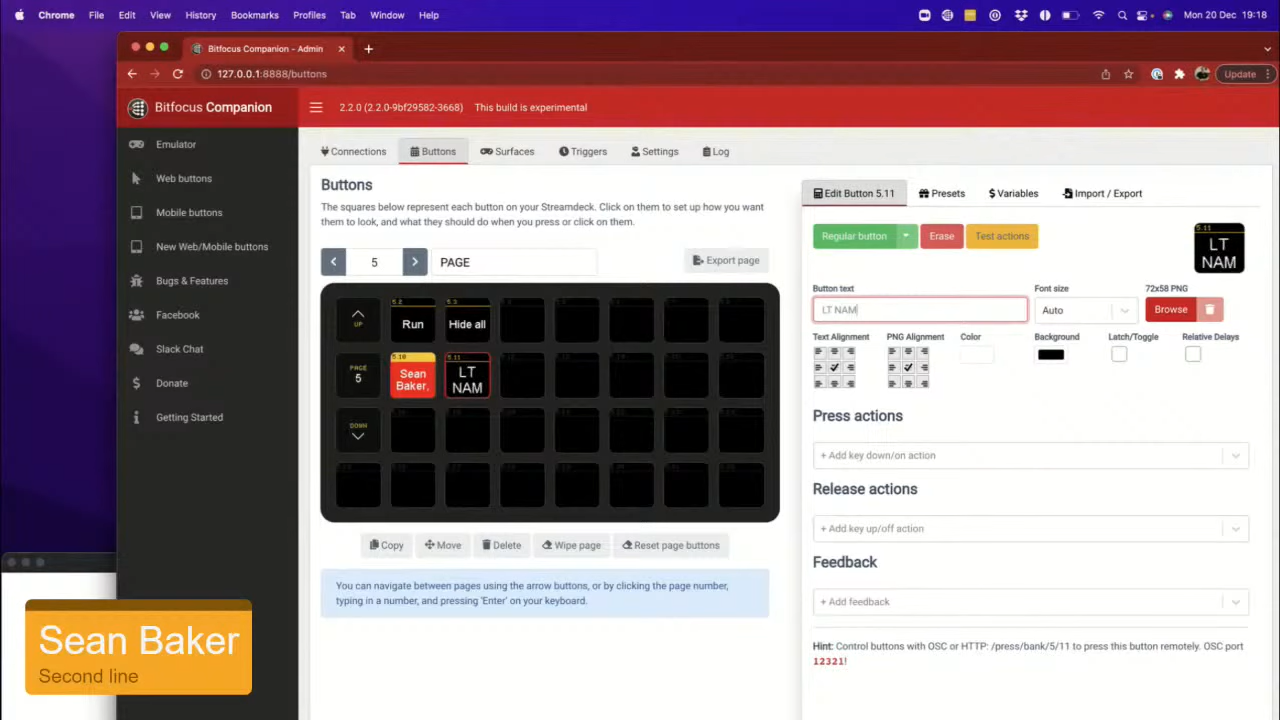 Chrome File Edit View History Bookmarks Profiles Tab Window Help Mon 20 Dec 19:18
Bitfocus Companion - Admin
127.0.0.1:8888/buttons Update
Bitfocus Companion 2.2.0 (2.2.0-9bf29582-3668) This build is experimental
Emulator
Web buttons
Mobile buttons
New Web/Mobile buttons
Bugs & Features
Facebook
Slack Chat
Donate
Getting Started
Connections Buttons Surfaces Triggers Settings Log
Buttons
The squares below represent each button on your Streamdeck. Click on them to set up how you want
them to look, and what they should do when you press or click on them.
5 PAGE Export page
UP
5.2
Run
5.3
Hide all
PAGE
5
5.10
Sean
Baker,
5.11
LT
NAM
DOWN
Copy Move Delete Wipe page Reset page buttons
You can navigate between pages using the arrow buttons, or by clicking the page number,
typing in a number, and pressing 'Enter' on your keyboard.
Edit Button 5.11 Presets Variables Import / Export
Regular button Erase Test actions
5.11
LT
NAM
Button text Font size 72x58 PNG
LT NAM Auto Browse
Text Alignment PNG Alignment Color Background Latch/Toggle Relative Delays
Press actions
+ Add key down/on action
Release actions
+ Add key up/off action
Feedback
+ Add feedback
Hint: Control buttons with OSC or HTTP: /press/bank/5/11 to press this button remotely. OSC port
12321!
Sean Baker
Second line